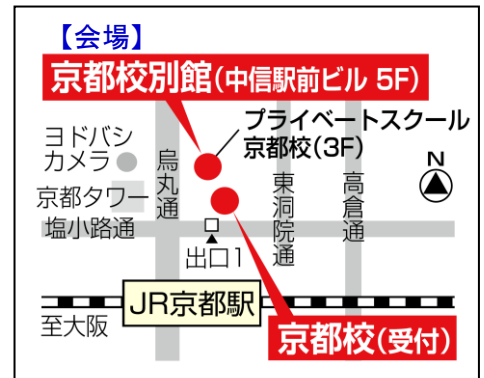 【会場】
京都校別館(中信駅前ビル 5F)
プライベートスクール
京都校(3F)
ヨドバシ
カメラ
烏丸通
東洞院通
高倉通
N
京都タワー
塩小路通
出口1
JR京都駅
至大阪
京都校(受付)